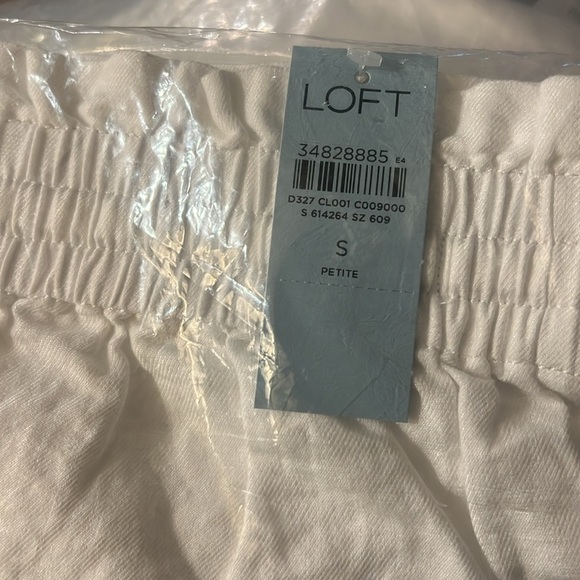 LOFT
34828885 E4
D327 CL001 C009000
S 614264 SZ 609
S
PETITE